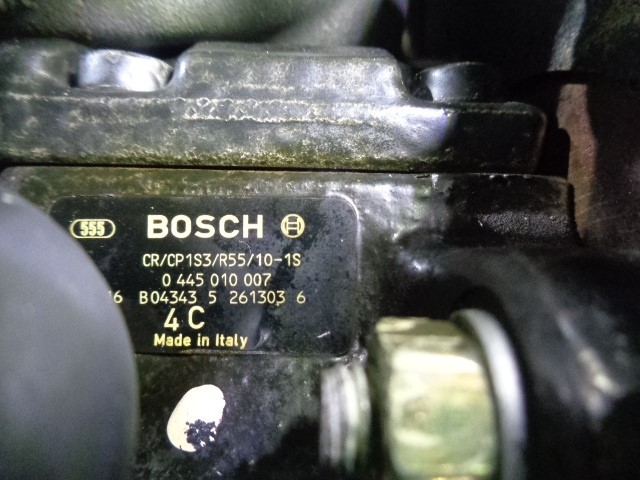 555 BOSCH
CR/CP1S3/R55/10-1S
0 445 010 007
16 B04343 5 261303 6
4C
Made in Italy